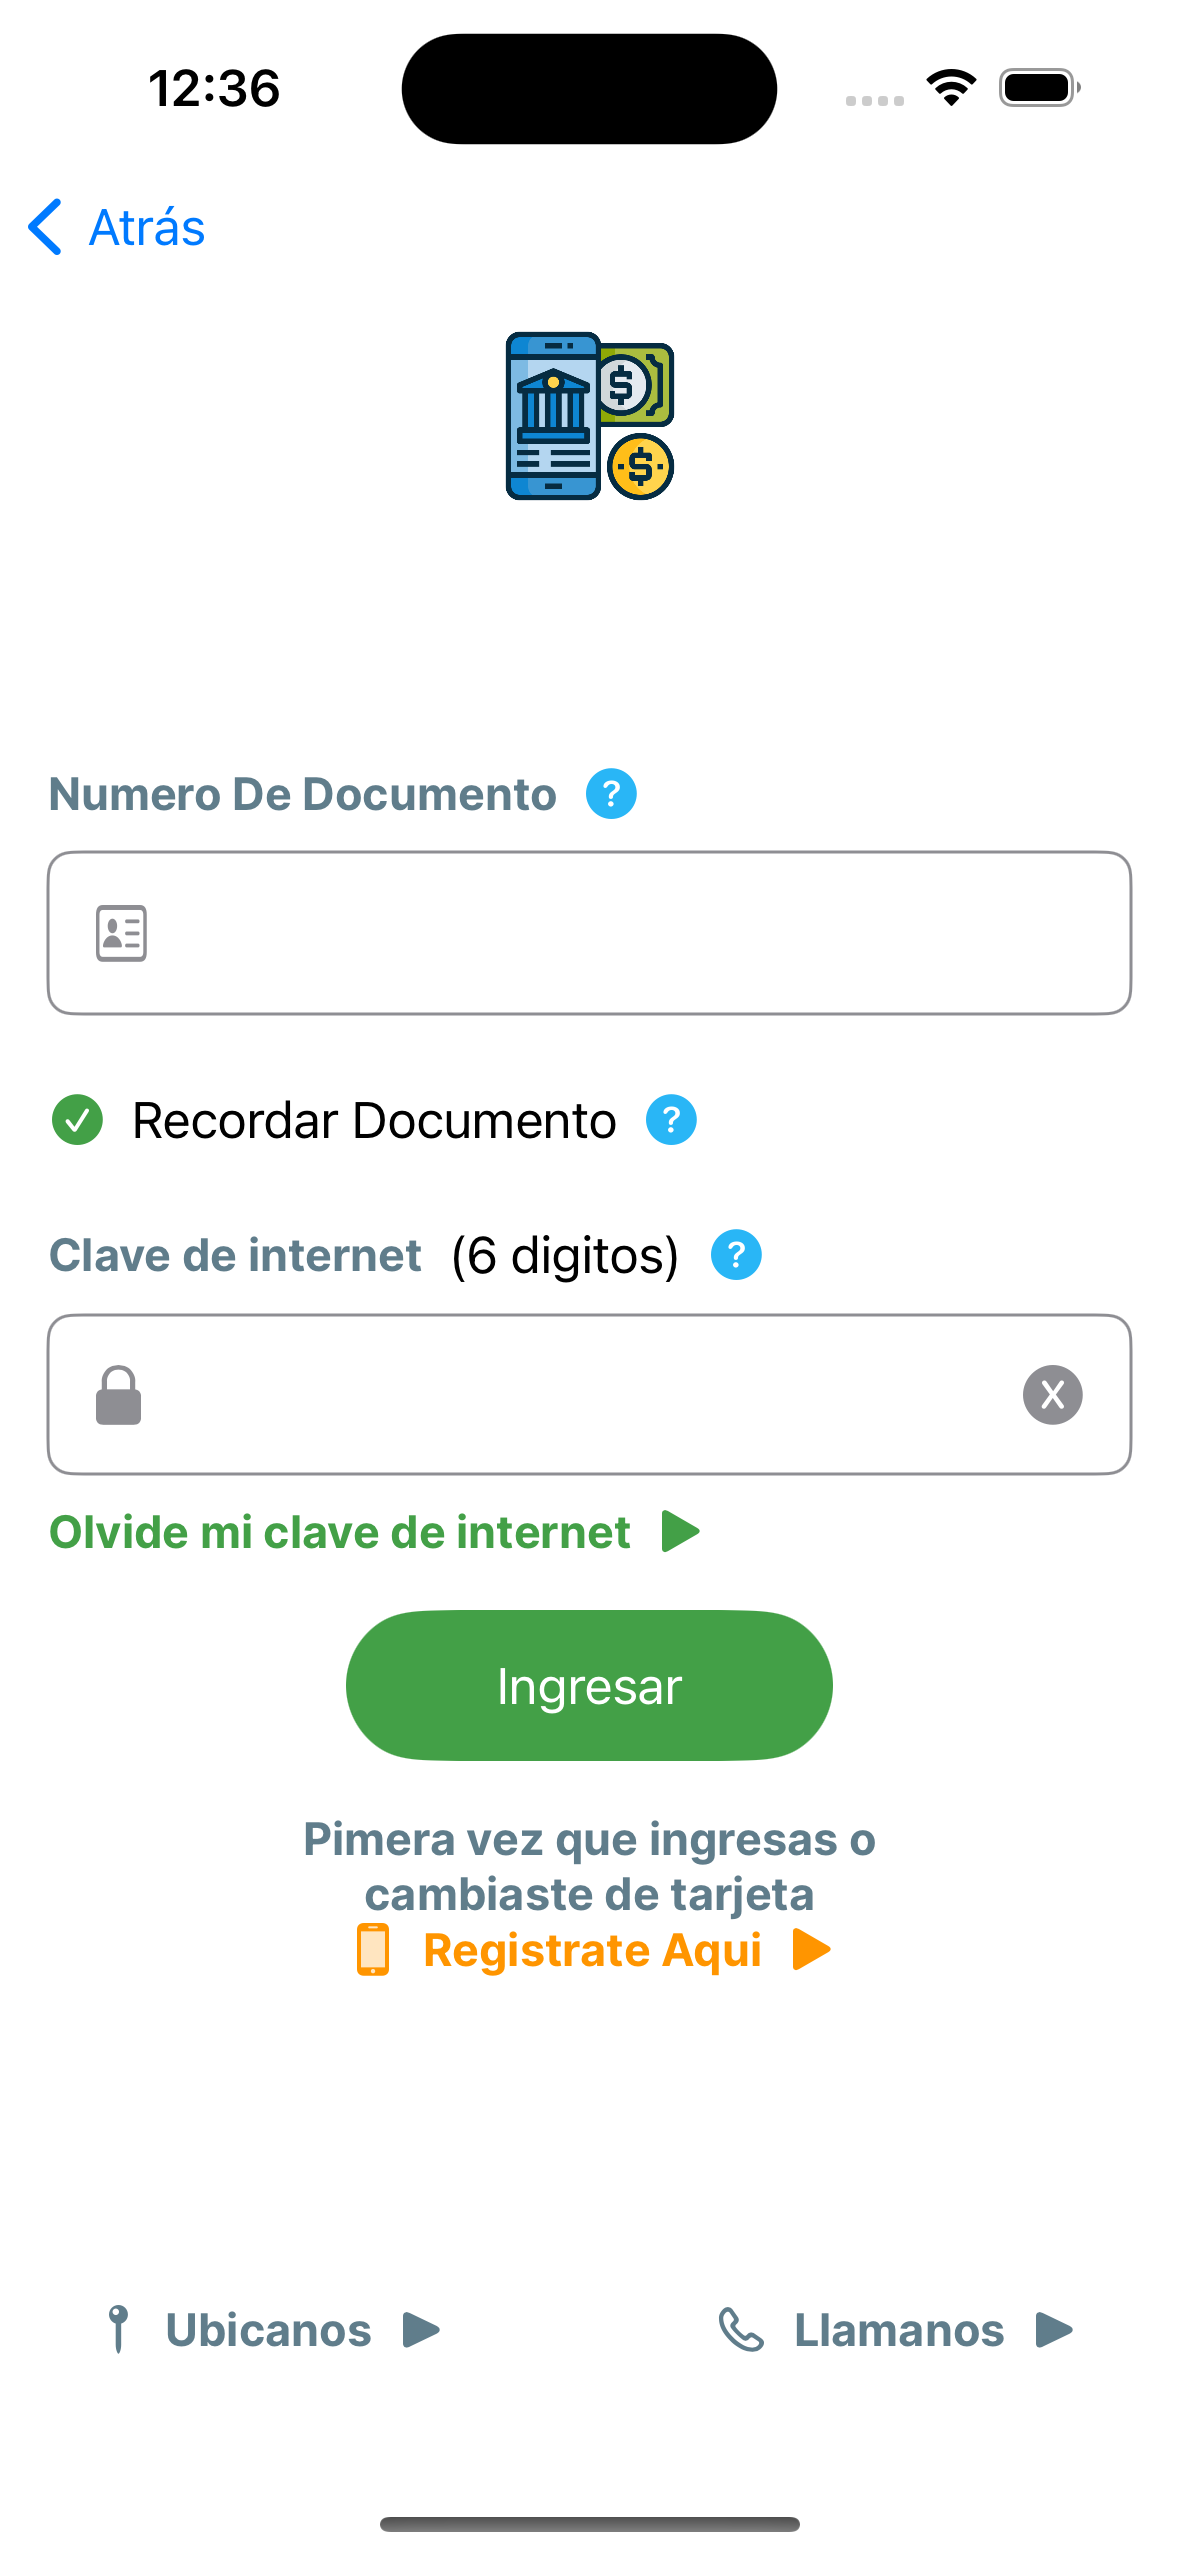 12:36
Atrás
Numero De Documento ?
Recordar Documento ?
Clave de internet (6 digitos) ?
Olvide mi clave de internet
Ingresar
Pimera vez que ingresas o
cambiaste de tarjeta
Registrate Aqui
Ubicanos
Llamanos